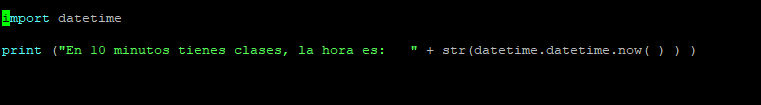 import datetime
print ("En 10 minutos tienes clases, la hora es:   " + str(datetime.datetime.now( ) ) )